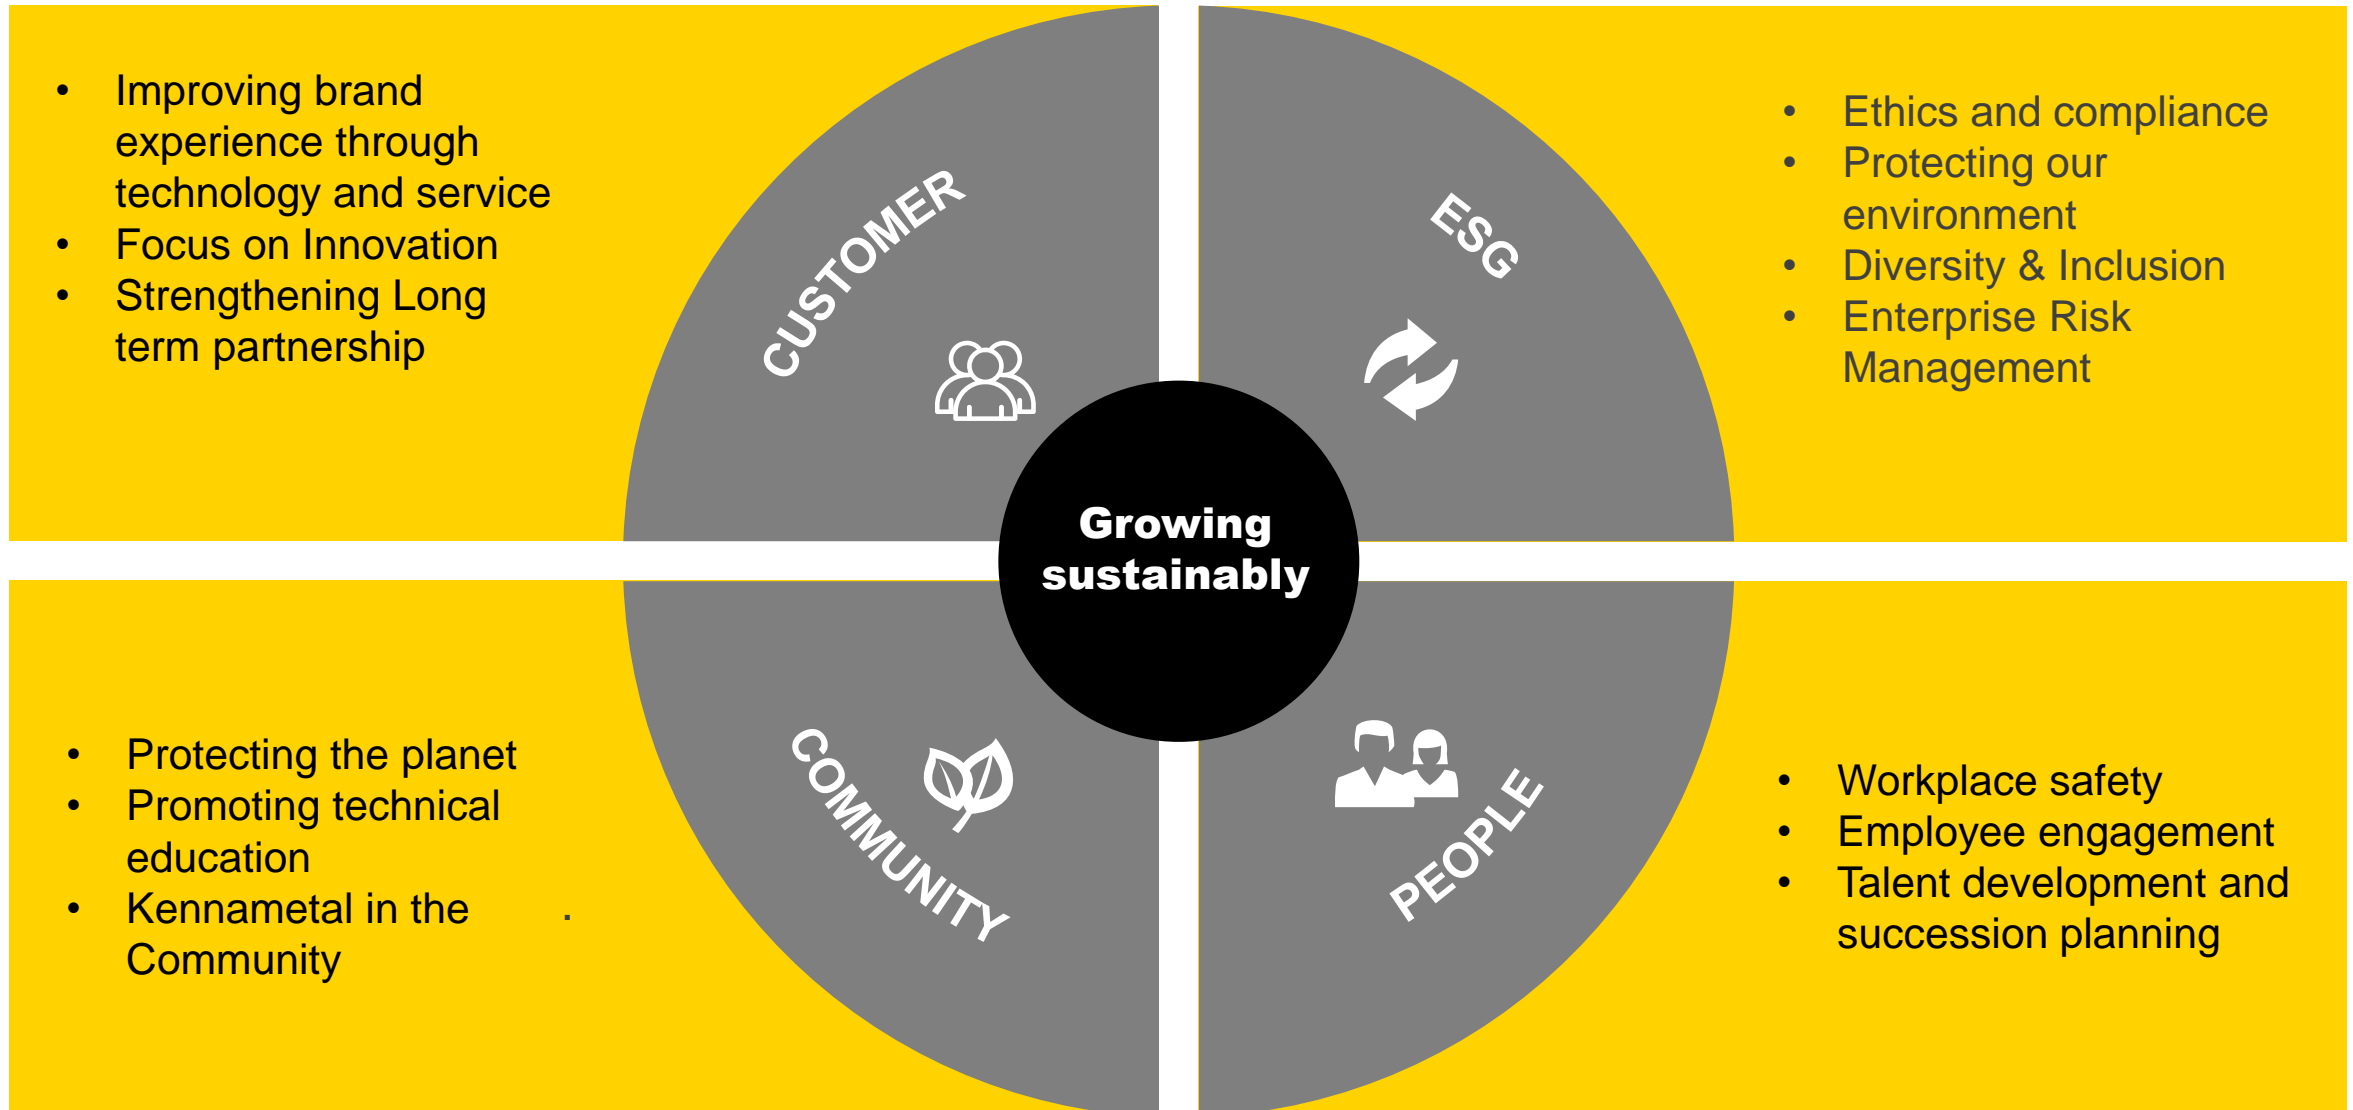 • Improving brand
experience through
technology and service
• Focus on Innovation
• Strengthening Long
term partnership
CUSTOMER
ESG
• Ethics and compliance
• Protecting our
environment
• Diversity & Inclusion
• Enterprise Risk
Management
Growing
sustainably
• Protecting the planet
• Promoting technical
education
• Kennametal in the .
Community
COMMUNITY
PEOPLE
• Workplace safety
• Employee engagement
• Talent development and
succession planning